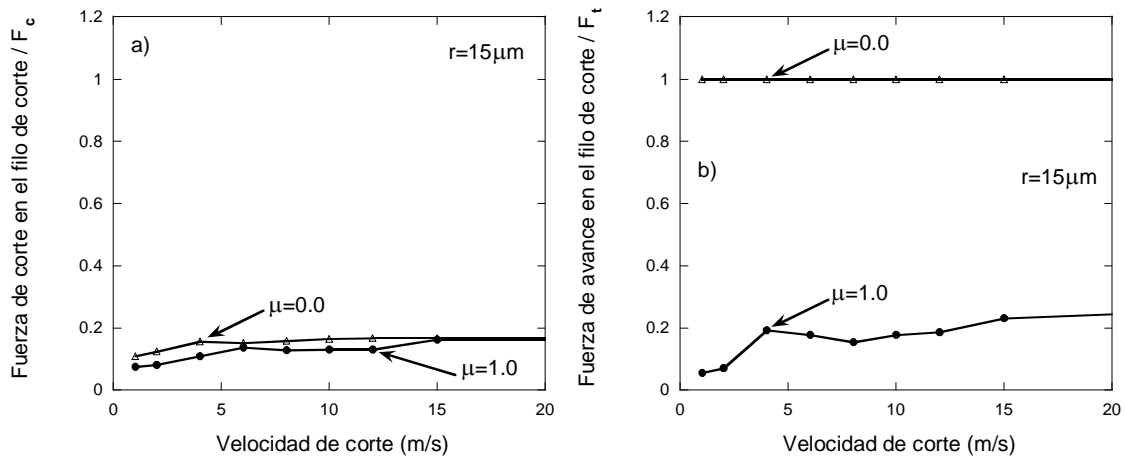 Fuerza de corte en el filo de corte / Fc
1.2
1
0.8
0.6
0.4
0.2
0
a)
r=15μm
μ=0.0
μ=1.0
0 5 10 15 20
Velocidad de corte (m/s)
Fuerza de avance en el filo de corte / Ft
1.2
1
0.8
0.6
0.4
0.2
0
μ=0.0
b)
r=15μm
μ=1.0
0 5 10 15 20
Velocidad de corte (m/s)